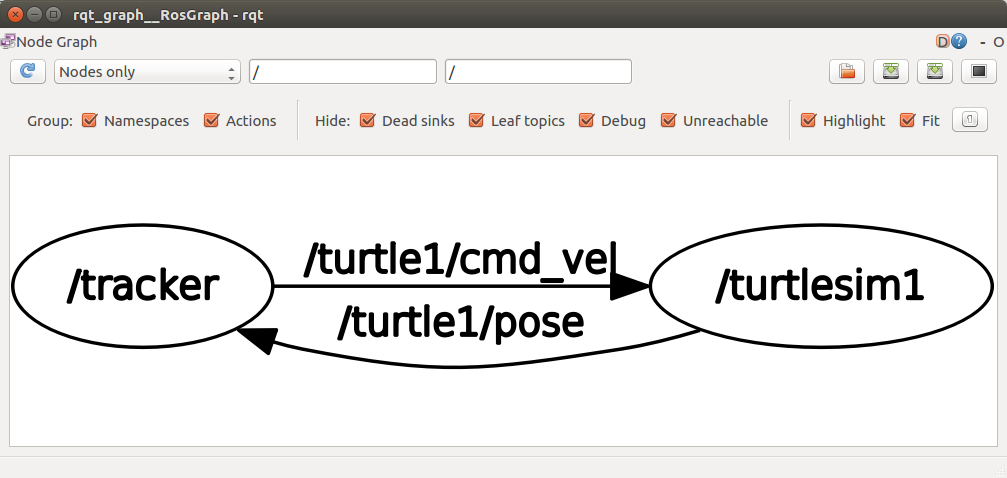 rqt_graph__RosGraph - rqt
Node Graph
D ? - O
Nodes only / /
Group: Namespaces Actions Hide: Dead sinks Leaf topics Debug Unreachable Highlight Fit
/turtle1/cmd_vel
/tracker /turtlesim1
/turtle1/pose